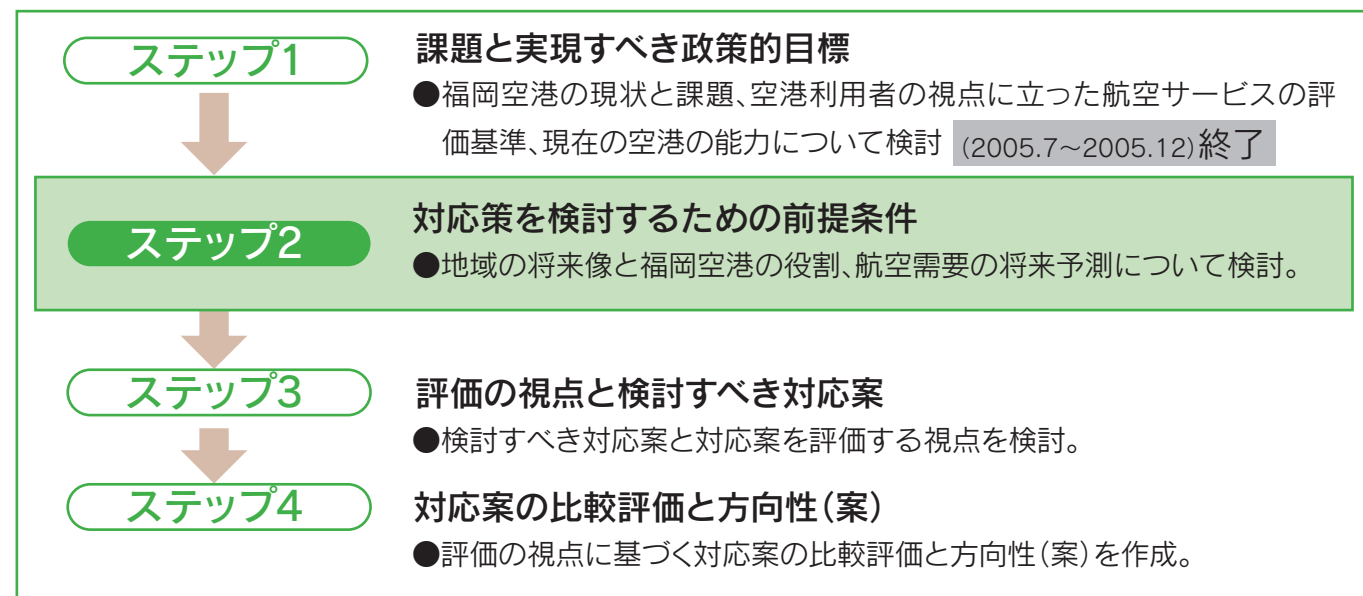 ステップ1
課題と実現すべき政策的目標
●福岡空港の現状と課題、空港利用者の視点に立った航空サービスの評
価基準、現在の空港の能力について検討 (2005.7~2005.12)終了
ステップ2
対応策を検討するための前提条件
●地域の将来像と福岡空港の役割、航空需要の将来予測について検討。
ステップ3
評価の視点と検討すべき対応案
●検討すべき対応案と対応案を評価する視点を検討。
ステップ4
対応案の比較評価と方向性(案)
●評価の視点に基づく対応案の比較評価と方向性(案)を作成。